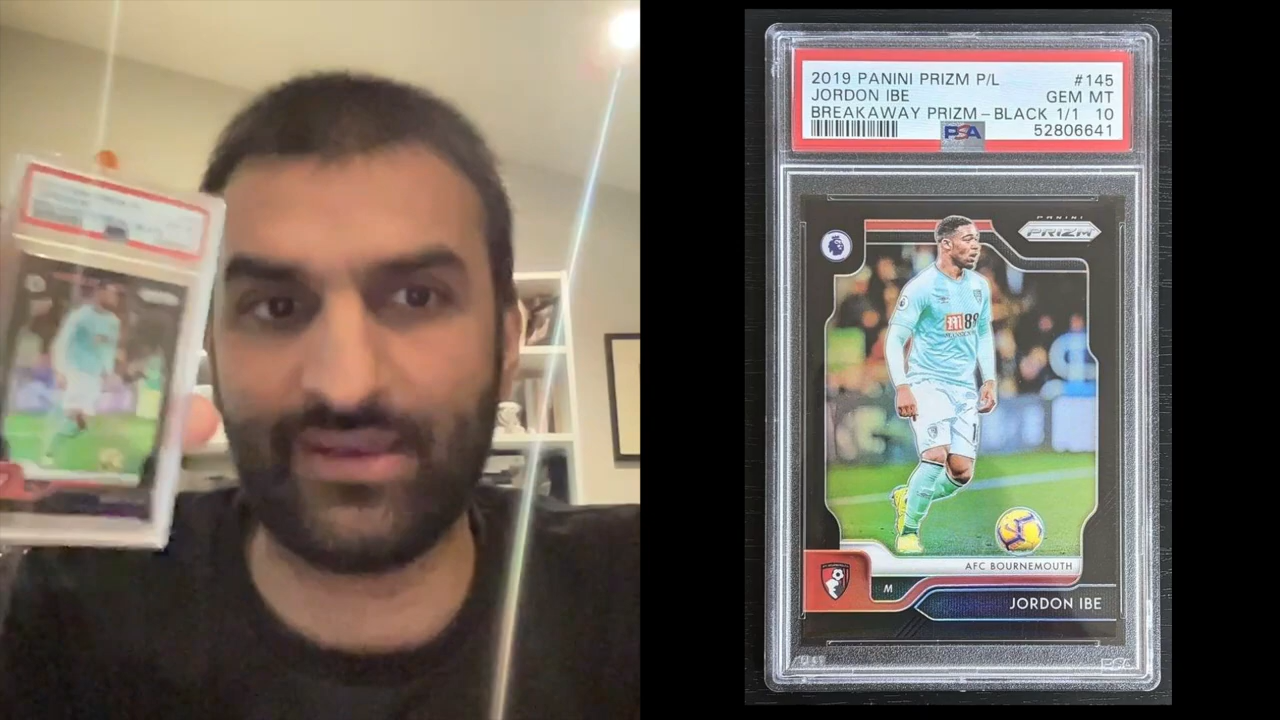 2019 PANINI PRIZM P/L #145
JORDON IBE GEM MT
BREAKAWAY PRIZM – BLACK 1/1 10
PSA 52806641
PANINI
PRIZM
M88
AFC BOURNEMOUTH
M
JORDON IBE